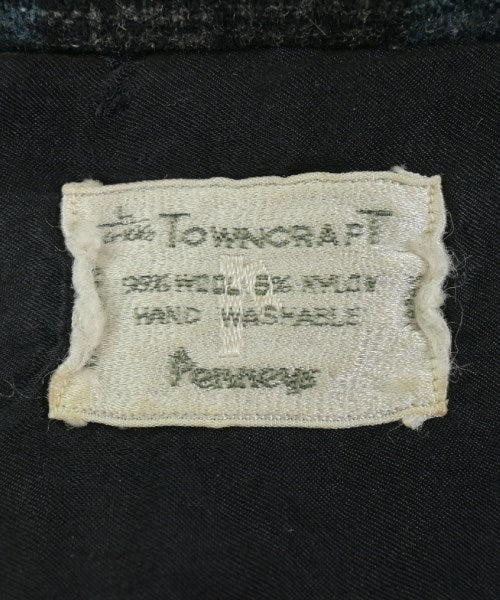 The TOWNCRAFT
95% WOOL 5% NYLON
HAND WASHABLE
Penneys